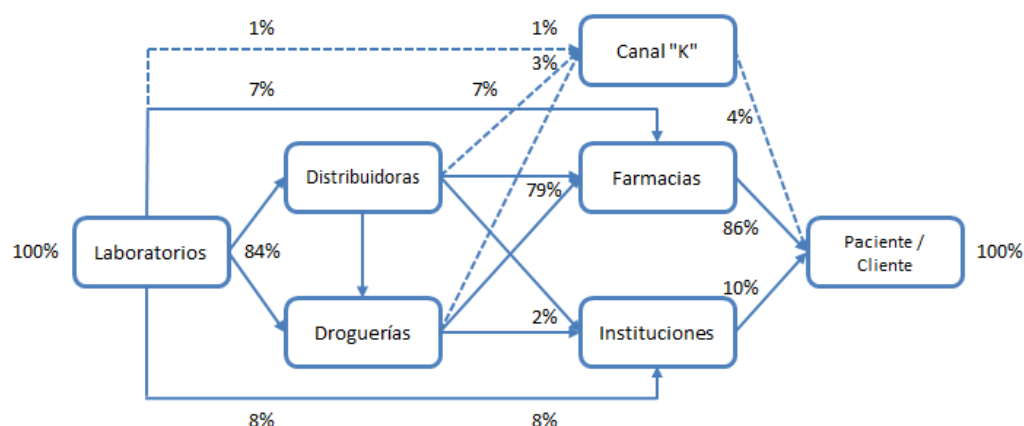 1%
1%
Canal "K"
3%
7%
7%
4%
Distribuidoras
79%
Farmacias
86%
100%
Laboratorios
84%
Paciente /
Cliente
100%
10%
Droguerías
2%
Instituciones
8%
8%